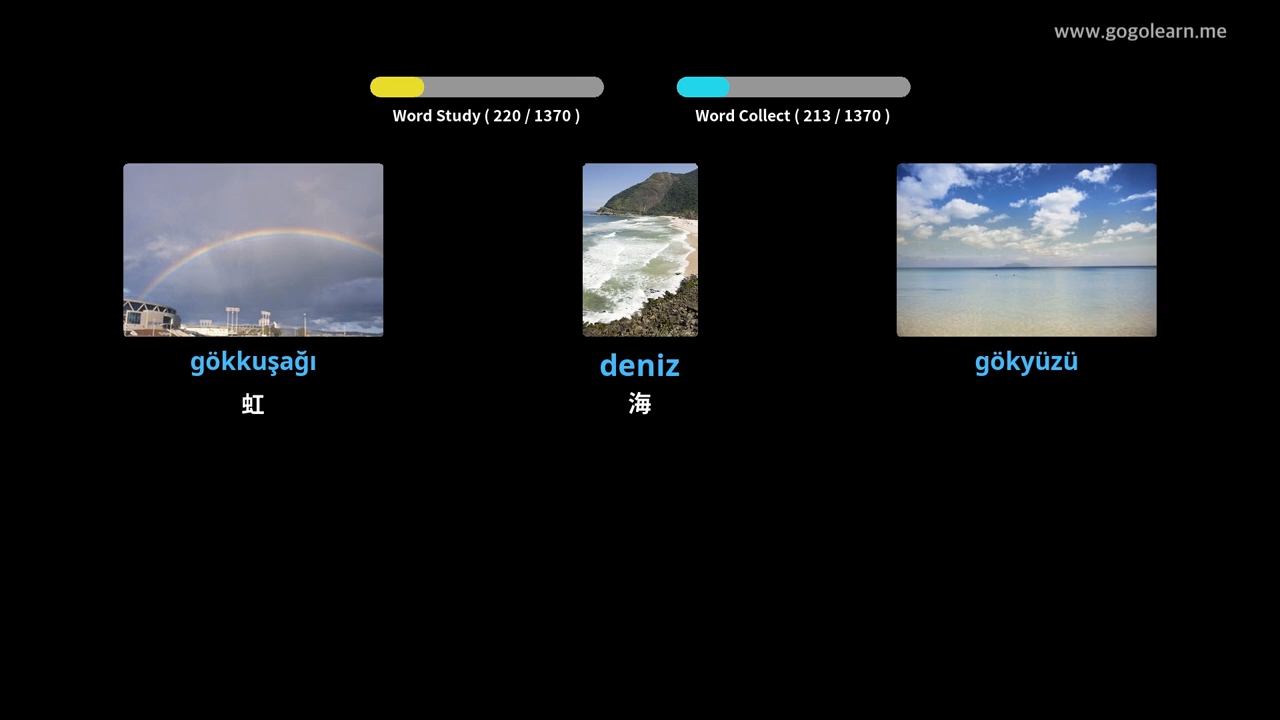 www.gogolearn.me
Word Study ( 220 / 1370 )
Word Collect ( 213 / 1370 )
gökkuşağı
虹
deniz
海
gökyüzü